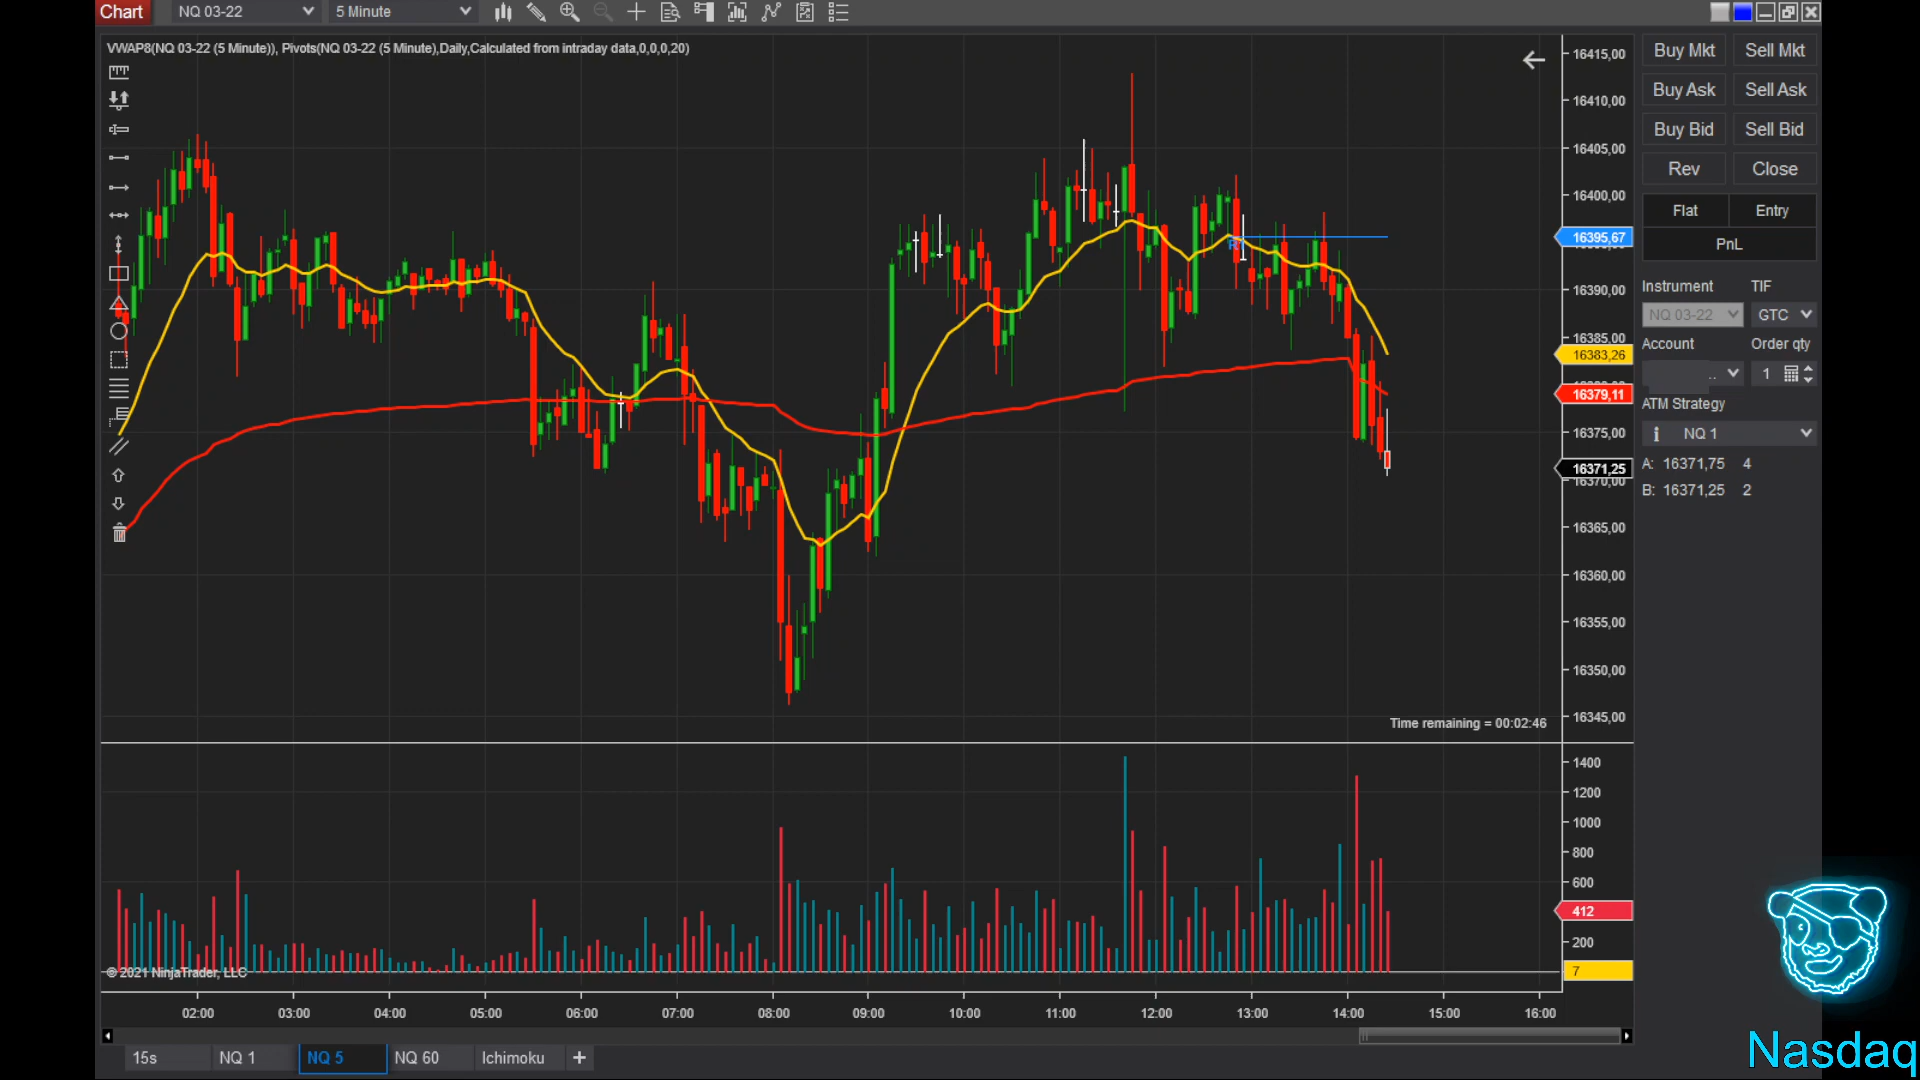 Chart NQ 03-22 5 Minute
VWAP8(NQ 03-22 (5 Minute)), Pivots(NQ 03-22 (5 Minute),Daily,Calculated from intraday data,0,0,0,20)
16415,00
16410,00
16405,00
16400,00
16395,67
16390,00
16385,00
16383,26
16379,11
16375,00
16371,25
16370,00
16365,00
16360,00
16355,00
16350,00
16345,00
Time remaining = 00:02:46
1400
1200
1000
800
600
412
200
7
© 2021 NinjaTrader, LLC
02:00 03:00 04:00 05:00 06:00 07:00 08:00 09:00 10:00 11:00 12:00 13:00 14:00 15:00 16:00
15s NQ 1 NQ 5 NQ 60 Ichimoku +
Buy Mkt Sell Mkt
Buy Ask Sell Ask
Buy Bid Sell Bid
Rev Close
Flat Entry
PnL
Instrument TIF
NQ 03-22 GTC
Account Order qty
.. 1
ATM Strategy
NQ 1
A: 16371,75 4
B: 16371,25 2
Nasdaq